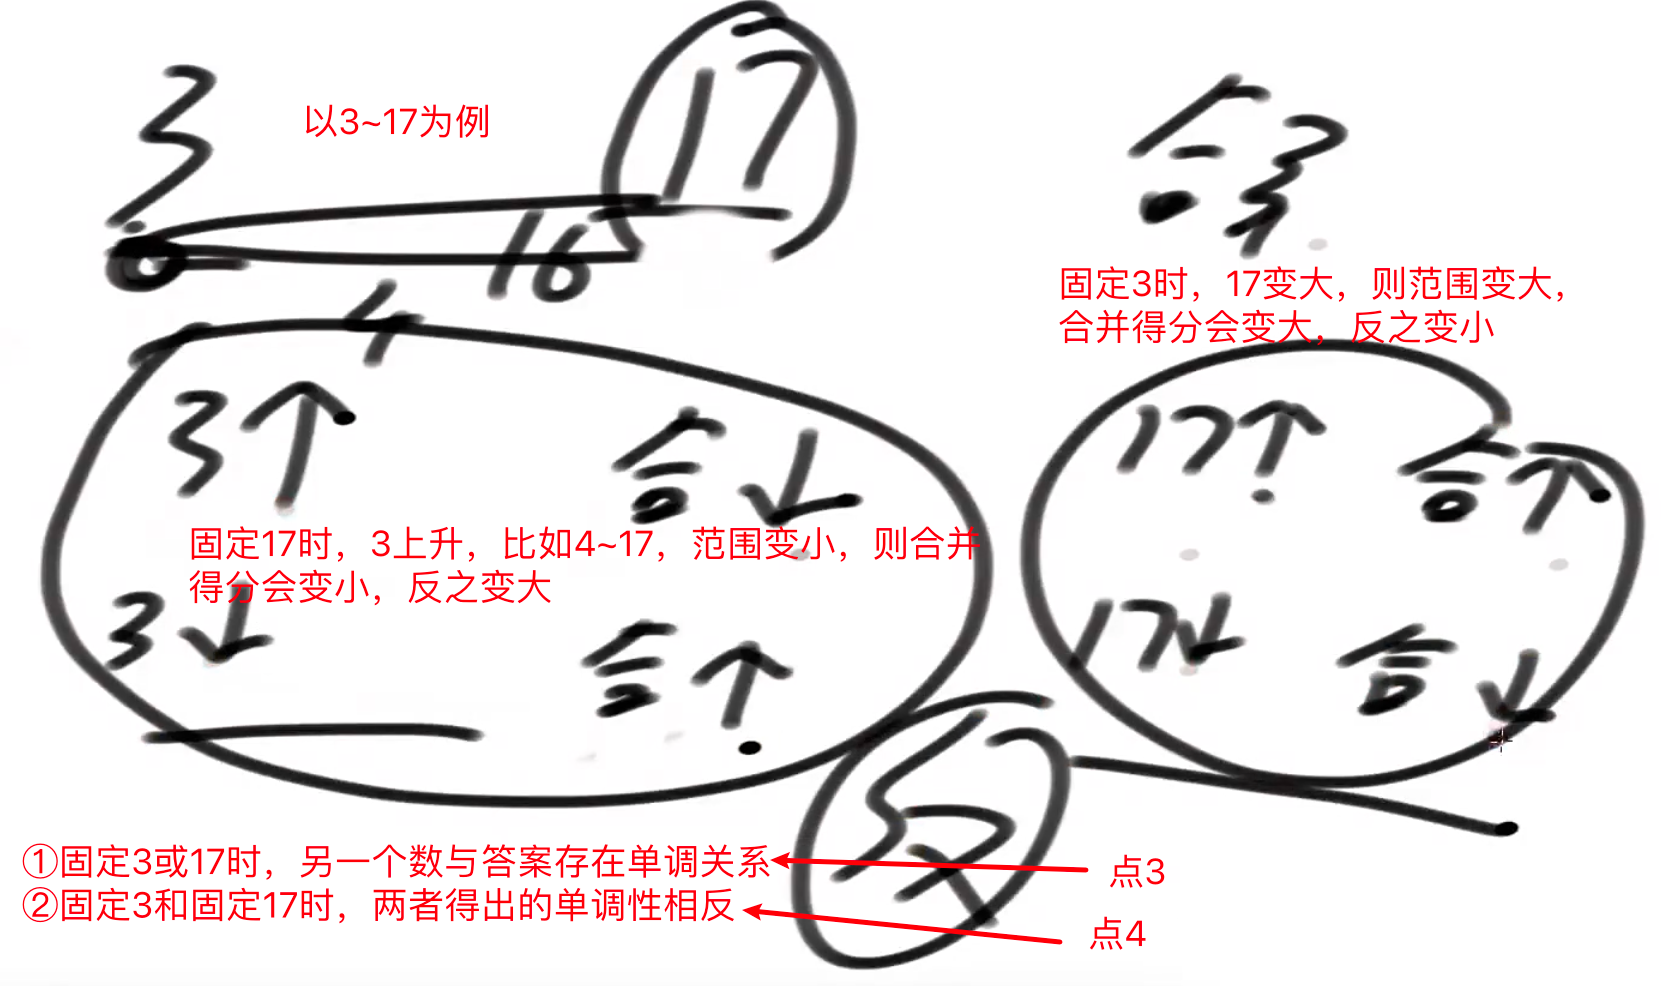 3 17
以3~17为例
16
4
合多
固定3时，17变大，则范围变大，
合并得分会变大，反之变小
3↑ 合↓
17↑ 合↑
固定17时，3上升，比如4~17，范围变小，则合并
得分会变小，反之变大
3↓ 合↑
17↓ 合↓
①固定3或17时，另一个数与答案存在单调关系
点3
②固定3和固定17时，两者得出的单调性相反
点4